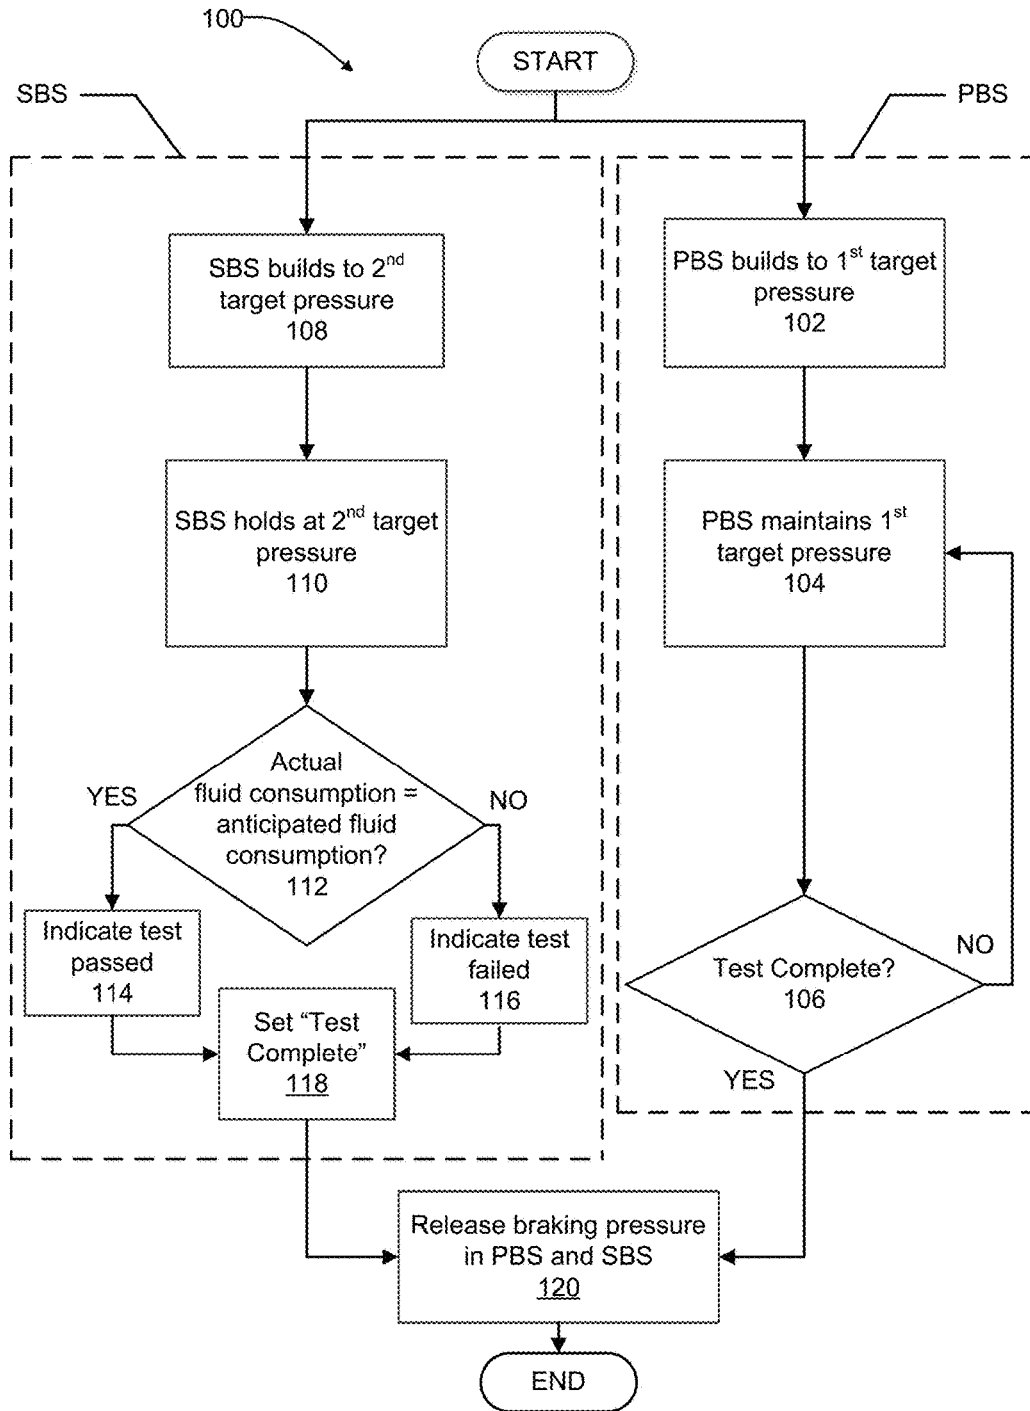 100
START
SBS
PBS
SBS builds to 2nd
target pressure
108
PBS builds to 1st target
pressure
102
SBS holds at 2nd target
pressure
110
PBS maintains 1st
target pressure
104
Actual
fluid consumption =
anticipated fluid
consumption?
112
YES
NO
Indicate test
passed
114
Indicate test
failed
116
Set “Test
Complete”
118
Test Complete?
106
NO
YES
Release braking pressure
in PBS and SBS
120
END